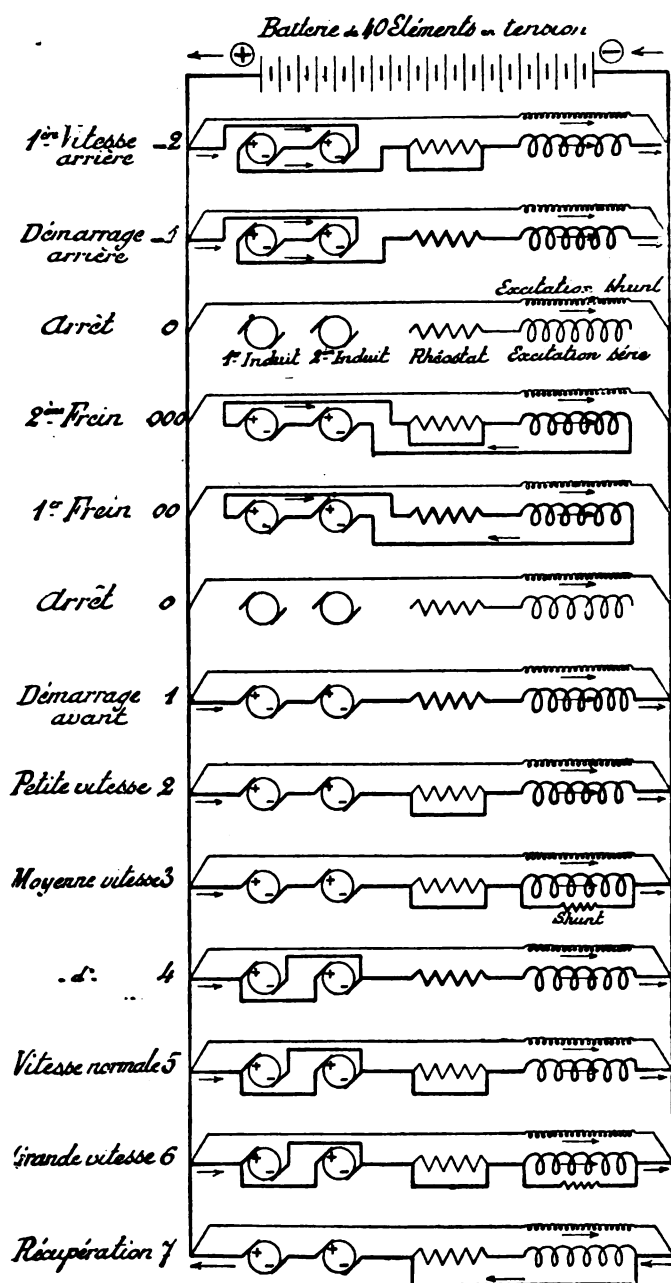 Batterie de 40 Eléments en tension
+ −
1ère Vitesse -2
arrière
+ -
Démarrage -1
arrière
+ -
Excitation shunt
Arrêt 0
1er Induit 2me Induit Rhéostat Excitation série
2ème Frein 000
+ -
1er Frein 00
+ -
Arrêt 0
Démarrage 1
avant
+ -
Petite vitesse 2
+ -
Moyenne vitesse 3
+ -
Shunt
-d°- 4
+ -
Vitesse normale 5
+ -
Grande vitesse 6
+ -
Récupération 7
+ -